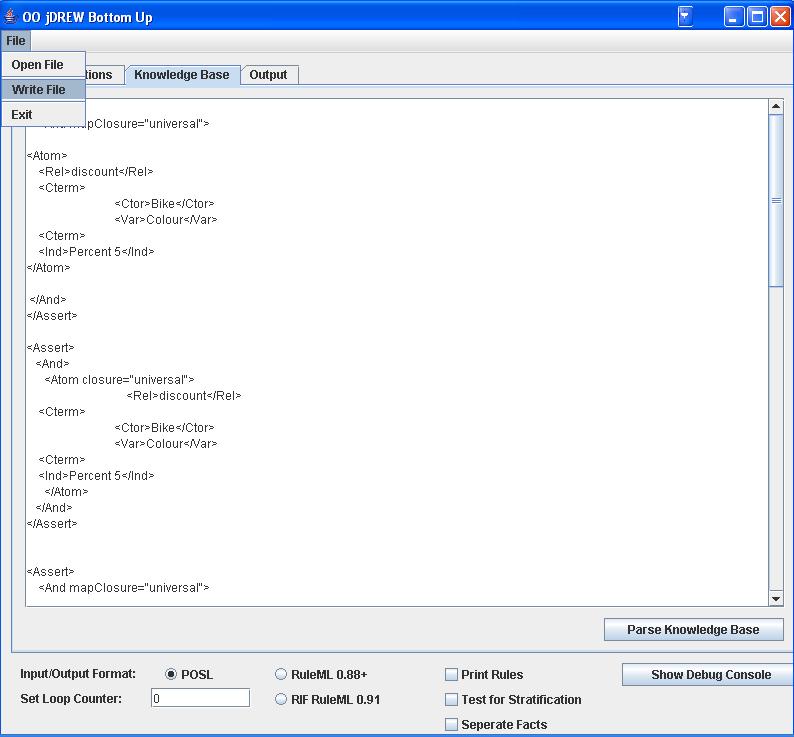 OO jDREW Bottom Up
File
Open File
Write File
Exit
tions
Knowledge Base
Output
mapClosure="universal">
<Atom>
<Rel>discount</Rel>
<Cterm>
<Ctor>Bike</Ctor>
<Var>Colour</Var>
<Cterm>
<Ind>Percent 5</Ind>
</Atom>
</And>
</Assert>
<Assert>
<And>
<Atom closure="universal">
<Rel>discount</Rel>
<Cterm>
<Ctor>Bike</Ctor>
<Var>Colour</Var>
<Cterm>
<Ind>Percent 5</Ind>
</Atom>
</And>
</Assert>
<Assert>
<And mapClosure="universal">
Parse Knowledge Base
Input/Output Format:
POSL
RuleML 0.88+
Print Rules
Show Debug Console
Set Loop Counter:
0
RIF RuleML 0.91
Test for Stratification
Seperate Facts